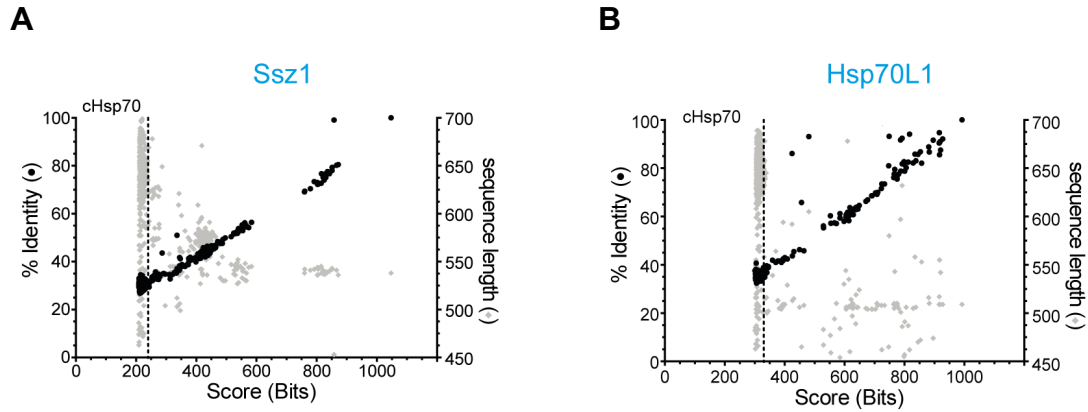 A
Ssz1
cHsp70
100
80
60
40
20
0
% Identity (●)
700
650
600
550
500
450
sequence length (◆)
0 200 400 600 800 1000
Score (Bits)
B
Hsp70L1
cHsp70
100
80
60
40
20
0
% Identity (●)
700
650
600
550
500
450
sequence length (◆)
0 200 400 600 800 1000
Score (Bits)